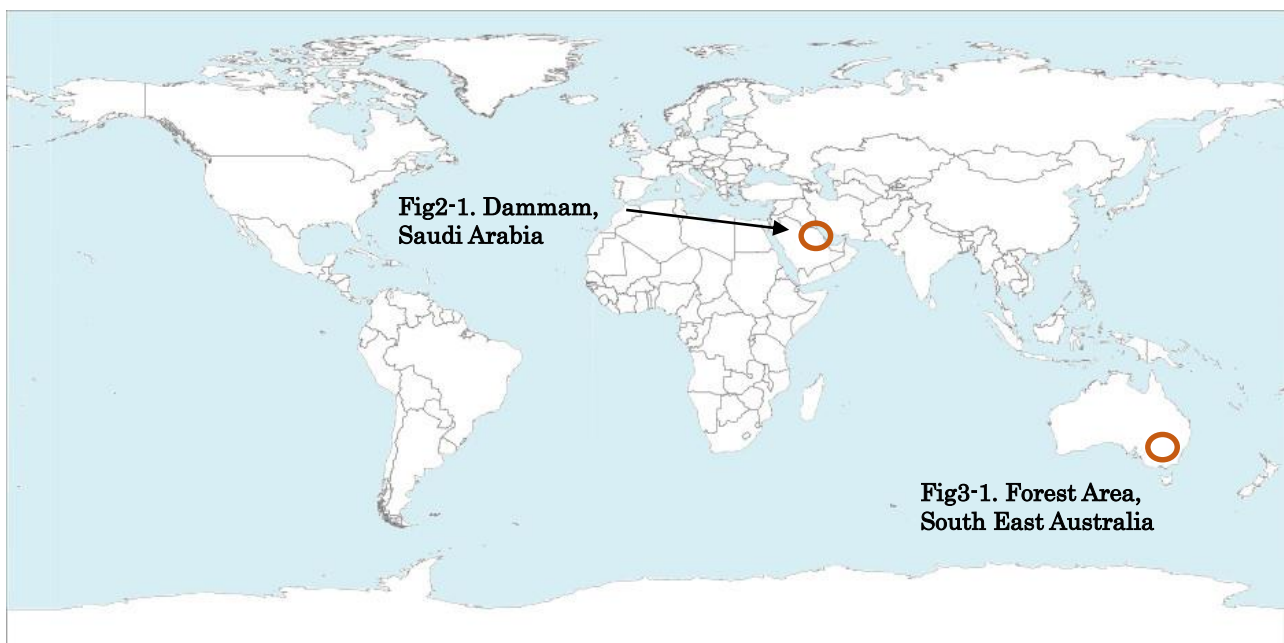 Fig2-1. Dammam,
Saudi Arabia
Fig3-1. Forest Area,
South East Australia